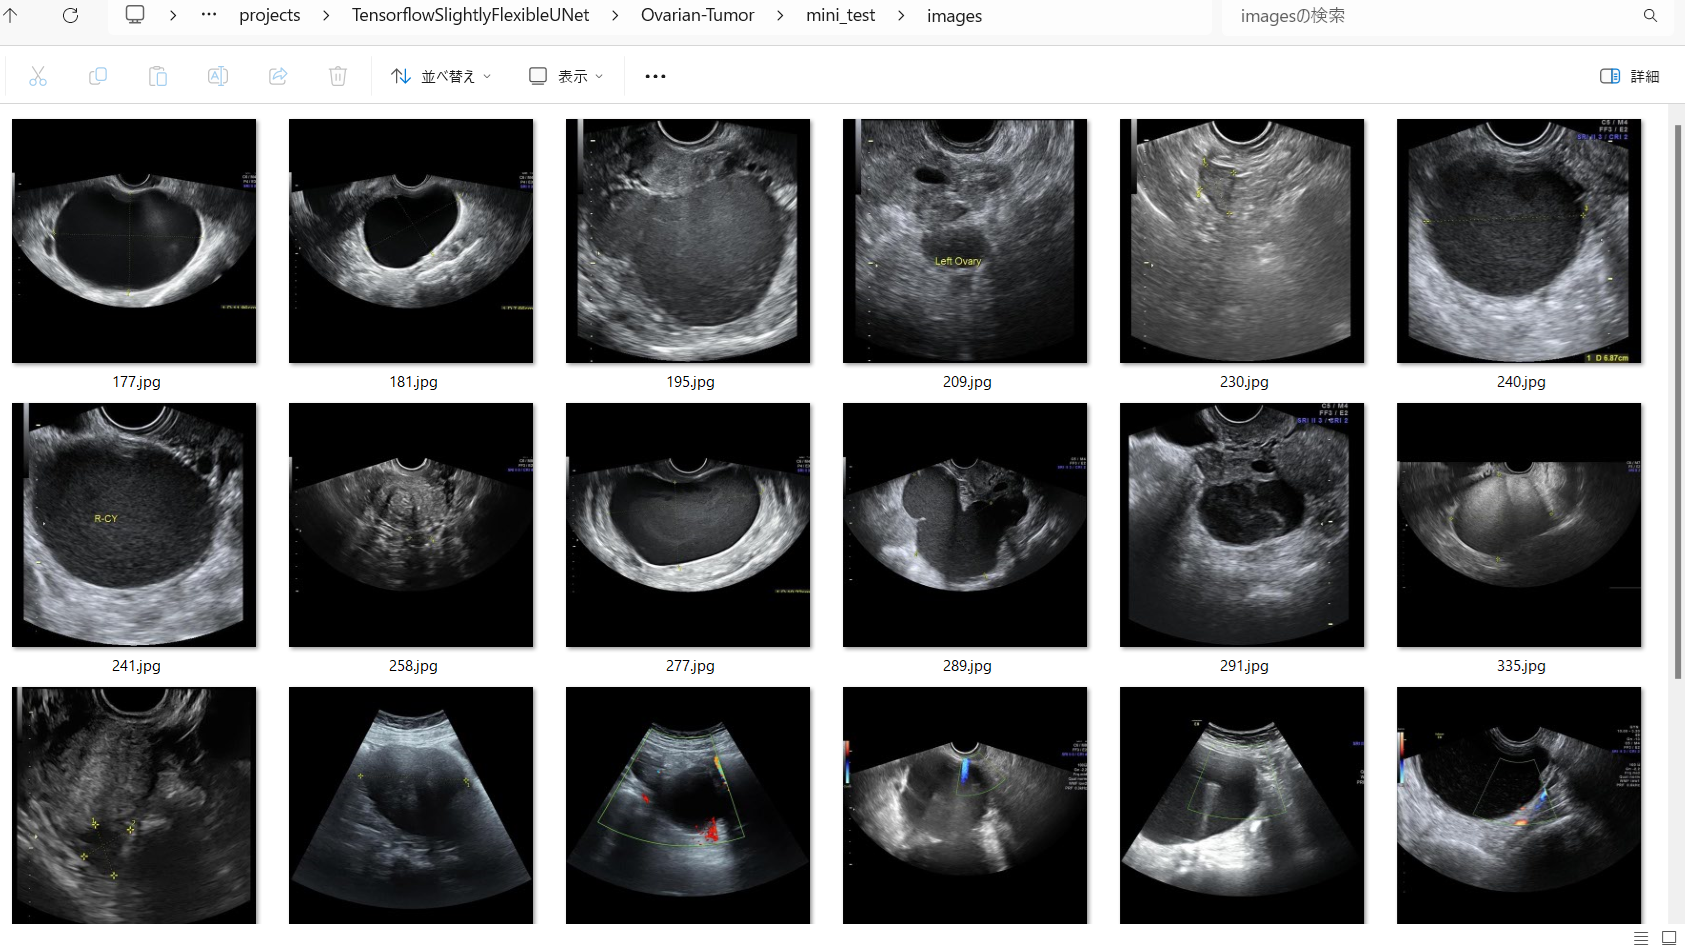 projects > TensorflowSlightlyFlexibleUNet > Ovarian-Tumor > mini_test > images
imagesの検索
並べ替え
表示
詳細
C5 / M4
FF3 / E2
SRI II 3 / CRI 2
Left Ovary
1 D 6.87cm
177.jpg
181.jpg
195.jpg
209.jpg
230.jpg
240.jpg
C5 / M4
FF3 / E2
SRI II 3 / SRI 2
R-CY
241.jpg
258.jpg
277.jpg
289.jpg
291.jpg
335.jpg